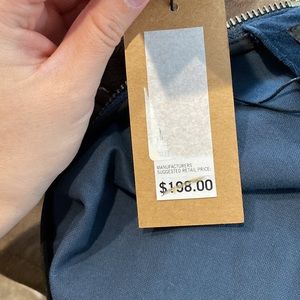 MANUFACTURERS
SUGGESTED RETAIL PRICE:
$198.00